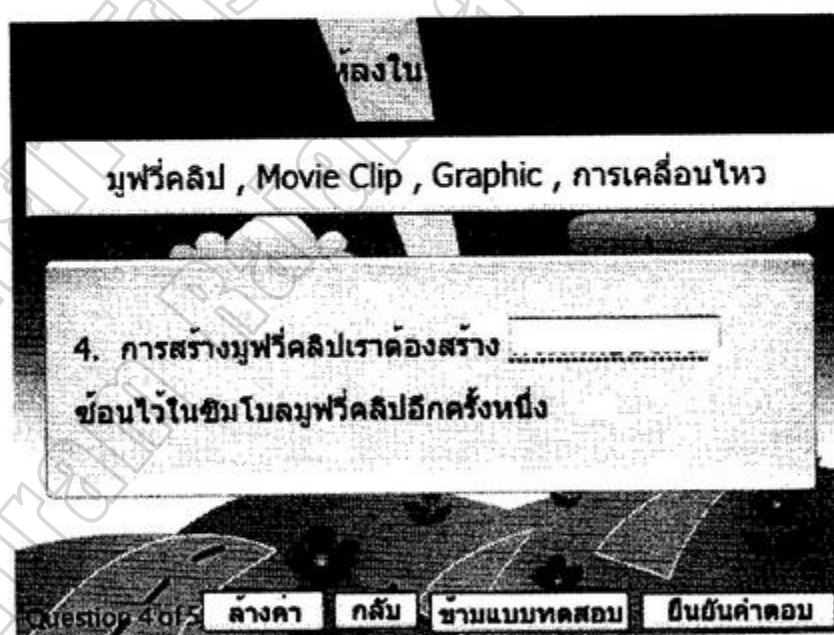 ห้ลงใน
มูฟวี่คลิป , Movie Clip , Graphic , การเคลื่อนไหว
4. การสร้างมูฟวี่คลิปเราต้องสร้าง
ซ้อนไว้ในซิมโบลมูฟวี่คลิปอีกครั้งหนึ่ง
Question 4 of 5 ล้างค่า กลับ ข้ามแบบทดสอบ ยืนยันคำตอบ